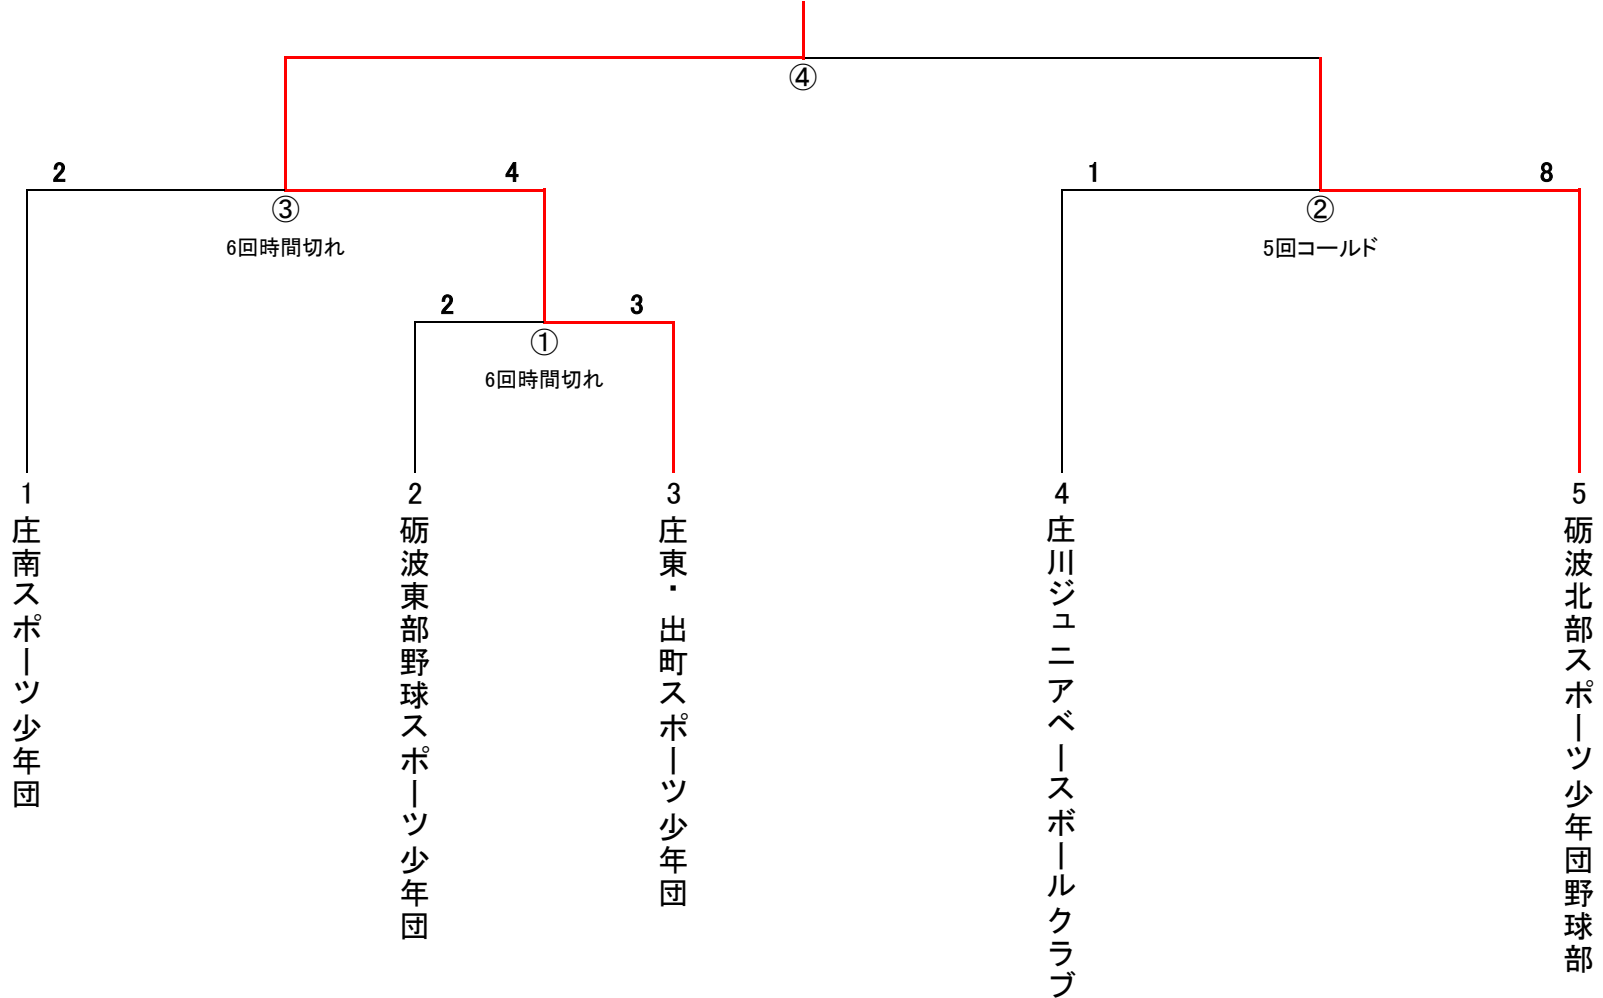 ④
2
4
1
8
③
②
6回時間切れ
5回コールド
2
3
①
6回時間切れ
1
庄南スポーツ少年団
2
砺波東部野球スポーツ少年団
3
庄東・出町スポーツ少年団
4
庄川ジュニアベースボールクラブ
5
砺波北部スポーツ少年団野球部